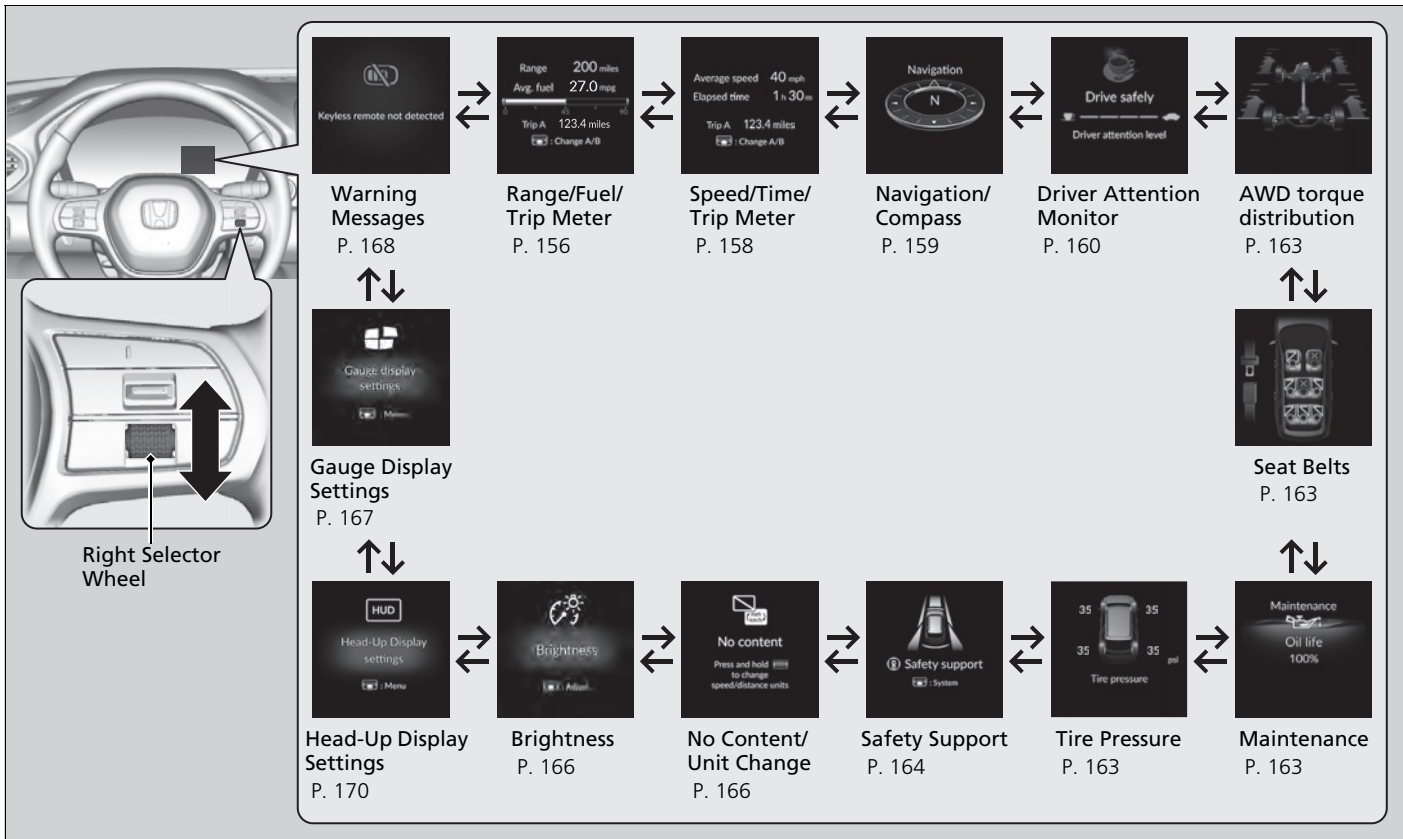 Keyless remote not detected
Warning
Messages
P. 168
Range 200 miles
Avg. fuel 27.0 mpg
0 45 90
Trip A 123.4 miles
: Change A/B
Range/Fuel/
Trip Meter
P. 156
Average speed 40 mph
Elapsed time 1 h 30 m
Trip A 123.4 miles
: Change A/B
Speed/Time/
Trip Meter
P. 158
Navigation
N
Navigation/
Compass
P. 159
Drive safely
Driver attention level
Driver Attention
Monitor
P. 160
AWD torque
distribution
P. 163
Gauge display
settings
Gauge Display
Settings
P. 167
Seat Belts
P. 163
Right Selector
Wheel
HUD
Head-Up Display
settings
: Menu
Head-Up Display
Settings
P. 170
Brightness
Brightness
P. 166
No content
Press and hold
to change
speed/distance units
No Content/
Unit Change
P. 166
Safety support
: System
Safety Support
P. 164
35 35
35 35 psi
Tire pressure
Tire Pressure
P. 163
Maintenance
Oil life
100%
Maintenance
P. 163